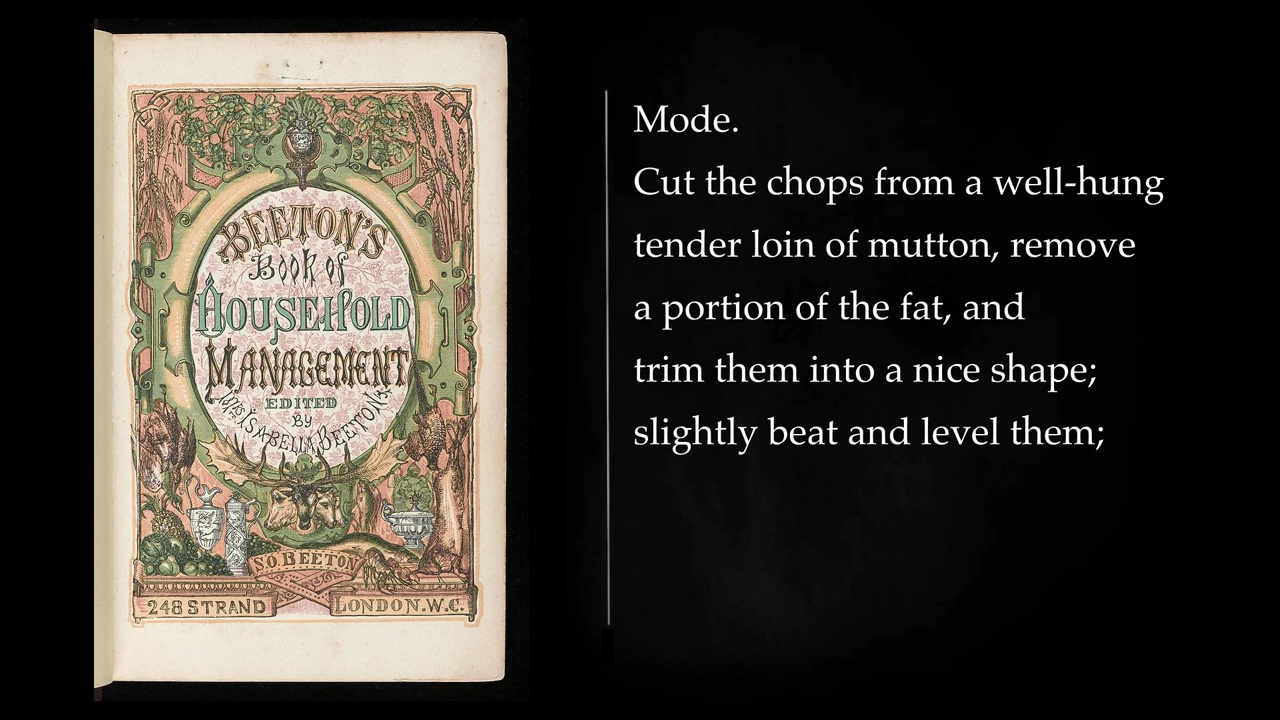 BEETON'S
Book of
HOUSEHOLD
MANAGEMENT
EDITED
BY
MRS ISABELLA BEETON.
S.O. BEETON
248 STRAND
LONDON. W.C.
Mode.
Cut the chops from a well-hung
tender loin of mutton, remove
a portion of the fat, and
trim them into a nice shape;
slightly beat and level them;